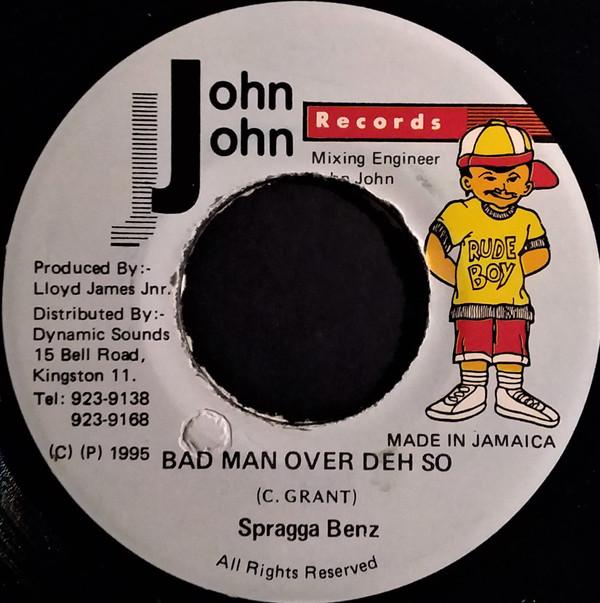 John
John
Records
Mixing Engineer
John
RUDE
BOY
Produced By:-
Lloyd James Jnr.
Distributed By:-
Dynamic Sounds
15 Bell Road,
Kingston 11.
Tel: 923-9138
923-9168
(C) (P) 1995
MADE IN JAMAICA
BAD MAN OVER DEH SO
(C. GRANT)
Spragga Benz
All Rights Reserved